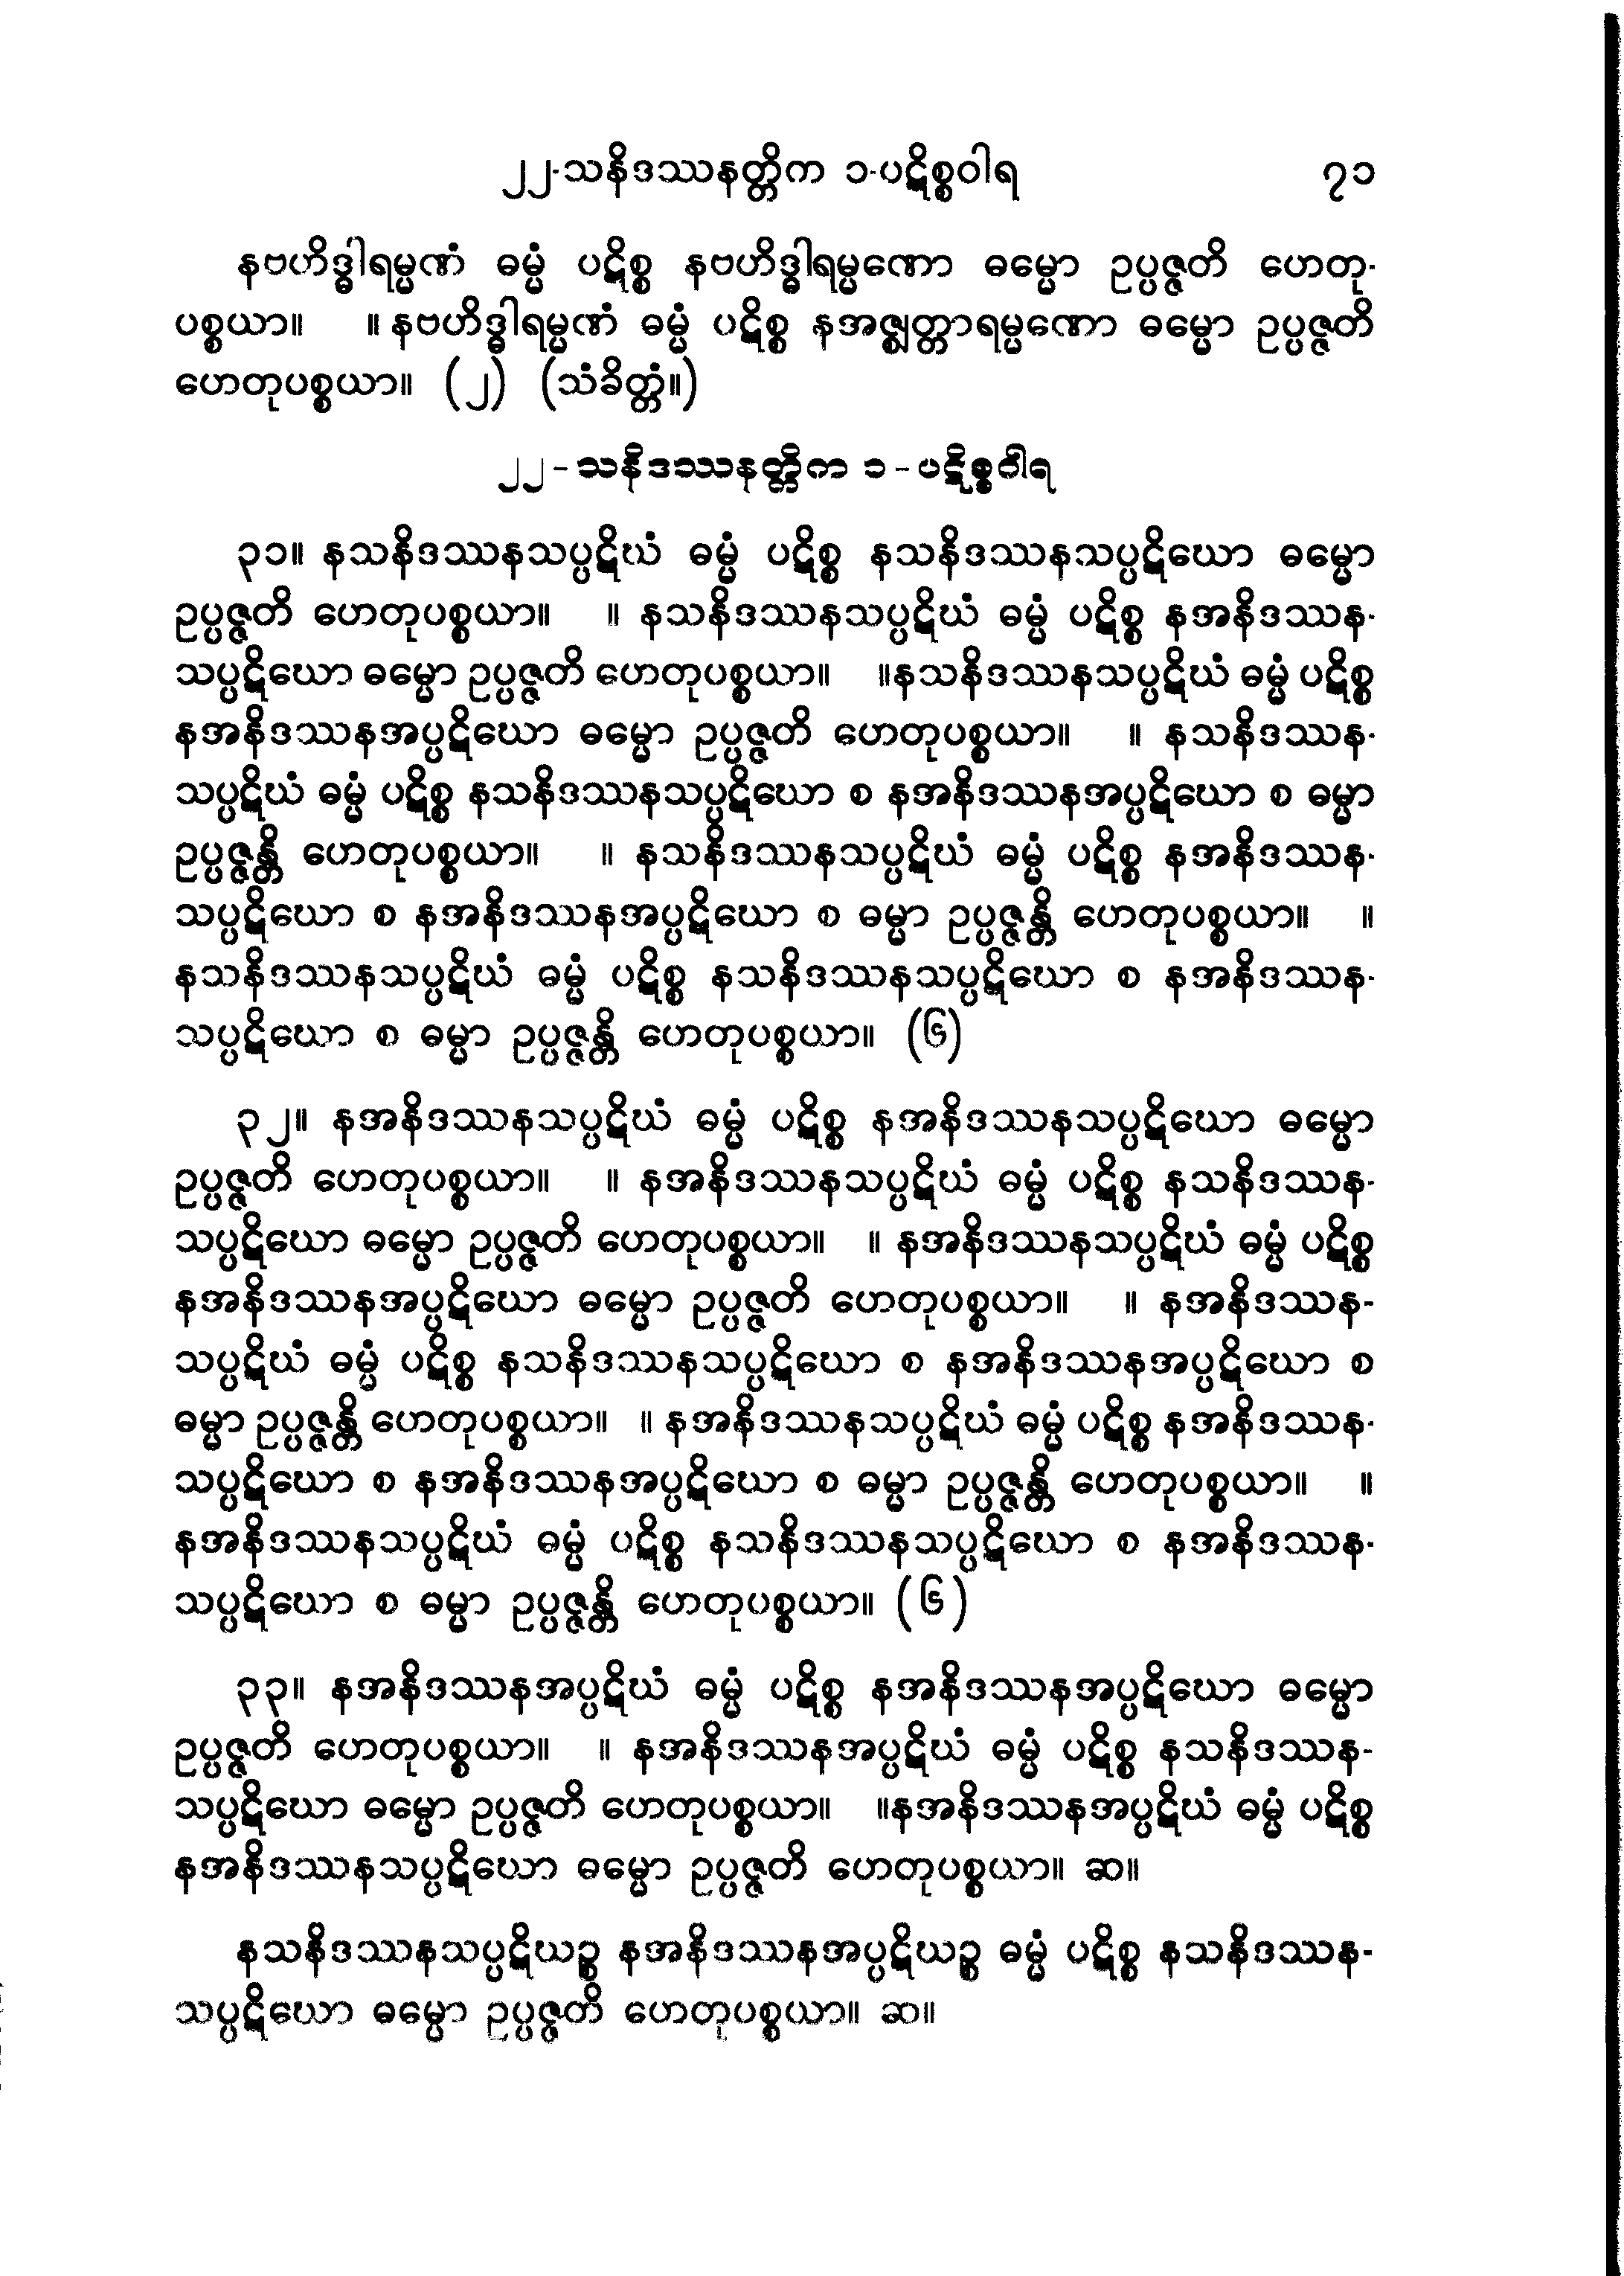 ၂၂-သနိဒဿနတ္တိက ၁-ပဋိစ္စဝါရ ၇၁
နဗဟိဒ္ဓါရမ္မဏံ ဓမ္မံ ပဋိစ္စ နဗဟိဒ္ဓါရမ္မဏော ဓမ္မော ဥပ္ပဇ္ဇတိ ဟေတု-
ပစ္စယာ။ ။ နဗဟိဒ္ဓါရမ္မဏံ ဓမ္မံ ပဋိစ္စ နအဇ္ဈတ္တာရမ္မဏော ဓမ္မော ဥပ္ပဇ္ဇတိ
ဟေတုပစ္စယာ။ (၂) (သံခိတ္တံ။)
၂၂-သနိဒဿနတ္တိက ၁-ပဋိစ္စဝါရ
၃၁။ နသနိဒဿနသပ္ပဋိဃံ ဓမ္မံ ပဋိစ္စ နသနိဒဿနသပ္ပဋိဃော ဓမ္မော
ဥပ္ပဇ္ဇတိ ဟေတုပစ္စယာ။ ။ နသနိဒဿနသပ္ပဋိဃံ ဓမ္မံ ပဋိစ္စ နအနိဒဿန-
သပ္ပဋိဃော ဓမ္မော ဥပ္ပဇ္ဇတိ ဟေတုပစ္စယာ။ ။နသနိဒဿနသပ္ပဋိဃံ ဓမ္မံ ပဋိစ္စ
နအနိဒဿနအပ္ပဋိဃော ဓမ္မော ဥပ္ပဇ္ဇတိ ဟေတုပစ္စယာ။ ။ နသနိဒဿန-
သပ္ပဋိဃံ ဓမ္မံ ပဋိစ္စ နသနိဒဿနသပ္ပဋိဃော စ နအနိဒဿနအပ္ပဋိဃော စ ဓမ္မာ
ဥပ္ပဇ္ဇန္တိ ဟေတုပစ္စယာ။ ။ နသနိဒဿနသပ္ပဋိဃံ ဓမ္မံ ပဋိစ္စ နအနိဒဿန-
သပ္ပဋိဃော စ နအနိဒဿနအပ္ပဋိဃော စ ဓမ္မာ ဥပ္ပဇ္ဇန္တိ ဟေတုပစ္စယာ။ ။
နသနိဒဿနသပ္ပဋိဃံ ဓမ္မံ ပဋိစ္စ နသနိဒဿနသပ္ပဋိဃော စ နအနိဒဿန-
သပ္ပဋိဃော စ ဓမ္မာ ဥပ္ပဇ္ဇန္တိ ဟေတုပစ္စယာ။ (၆)
၃၂။ နအနိဒဿနသပ္ပဋိဃံ ဓမ္မံ ပဋိစ္စ နအနိဒဿနသပ္ပဋိဃော ဓမ္မော
ဥပ္ပဇ္ဇတိ ဟေတုပစ္စယာ။ ။ နအနိဒဿနသပ္ပဋိဃံ ဓမ္မံ ပဋိစ္စ နသနိဒဿန-
သပ္ပဋိဃော ဓမ္မော ဥပ္ပဇ္ဇတိ ဟေတုပစ္စယာ။ ။ နအနိဒဿနသပ္ပဋိဃံ ဓမ္မံ ပဋိစ္စ
နအနိဒဿနအပ္ပဋိဃော ဓမ္မော ဥပ္ပဇ္ဇတိ ဟေတုပစ္စယာ။ ။ နအနိဒဿန-
သပ္ပဋိဃံ ဓမ္မံ ပဋိစ္စ နသနိဒဿနသပ္ပဋိဃော စ နအနိဒဿနအပ္ပဋိဃော စ
ဓမ္မာ ဥပ္ပဇ္ဇန္တိ ဟေတုပစ္စယာ။ ။ နအနိဒဿနသပ္ပဋိဃံ ဓမ္မံ ပဋိစ္စ နအနိဒဿန-
သပ္ပဋိဃော စ နအနိဒဿနအပ္ပဋိဃော စ ဓမ္မာ ဥပ္ပဇ္ဇန္တိ ဟေတုပစ္စယာ။ ။
နအနိဒဿနသပ္ပဋိဃံ ဓမ္မံ ပဋိစ္စ နသနိဒဿနသပ္ပဋိဃော စ နအနိဒဿန-
သပ္ပဋိဃော စ ဓမ္မာ ဥပ္ပဇ္ဇန္တိ ဟေတုပစ္စယာ။ (၆)
၃၃။ နအနိဒဿနအပ္ပဋိဃံ ဓမ္မံ ပဋိစ္စ နအနိဒဿနအပ္ပဋိဃော ဓမ္မော
ဥပ္ပဇ္ဇတိ ဟေတုပစ္စယာ။ ။ နအနိဒဿနအပ္ပဋိဃံ ဓမ္မံ ပဋိစ္စ နသနိဒဿန-
သပ္ပဋိဃော ဓမ္မော ဥပ္ပဇ္ဇတိ ဟေတုပစ္စယာ။ ။နအနိဒဿနအပ္ပဋိဃံ ဓမ္မံ ပဋိစ္စ
နအနိဒဿနသပ္ပဋိဃော ဓမ္မော ဥပ္ပဇ္ဇတိ ဟေတုပစ္စယာ။ ဆ။
နသနိဒဿနသပ္ပဋိဃဉ္စ နအနိဒဿနအပ္ပဋိဃဉ္စ ဓမ္မံ ပဋိစ္စ နသနိဒဿန-
သပ္ပဋိဃော ဓမ္မော ဥပ္ပဇ္ဇတိ ဟေတုပစ္စယာ။ ဆ။